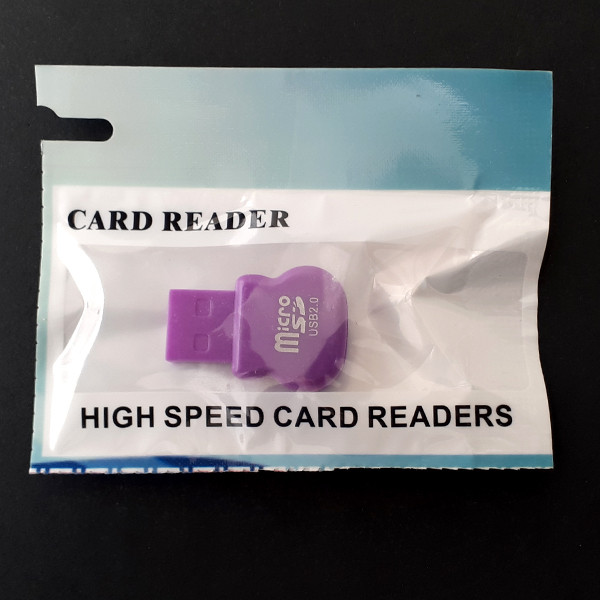 CARD READER
Micro
SD
USB2.0
HIGH SPEED CARD READERS